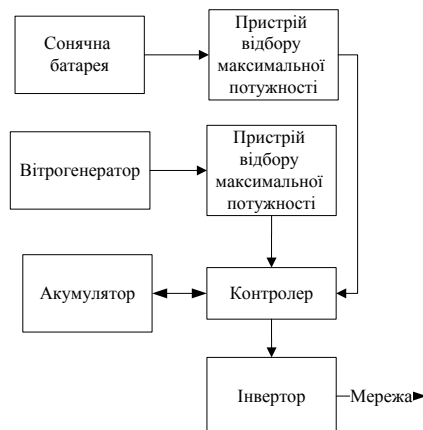 Сонячна
батарея
Пристрій
відбору
максимальної
потужності
Вітрогенератор
Пристрій
відбору
максимальної
потужності
Акумулятор
Контролер
Інвертор
Мережа